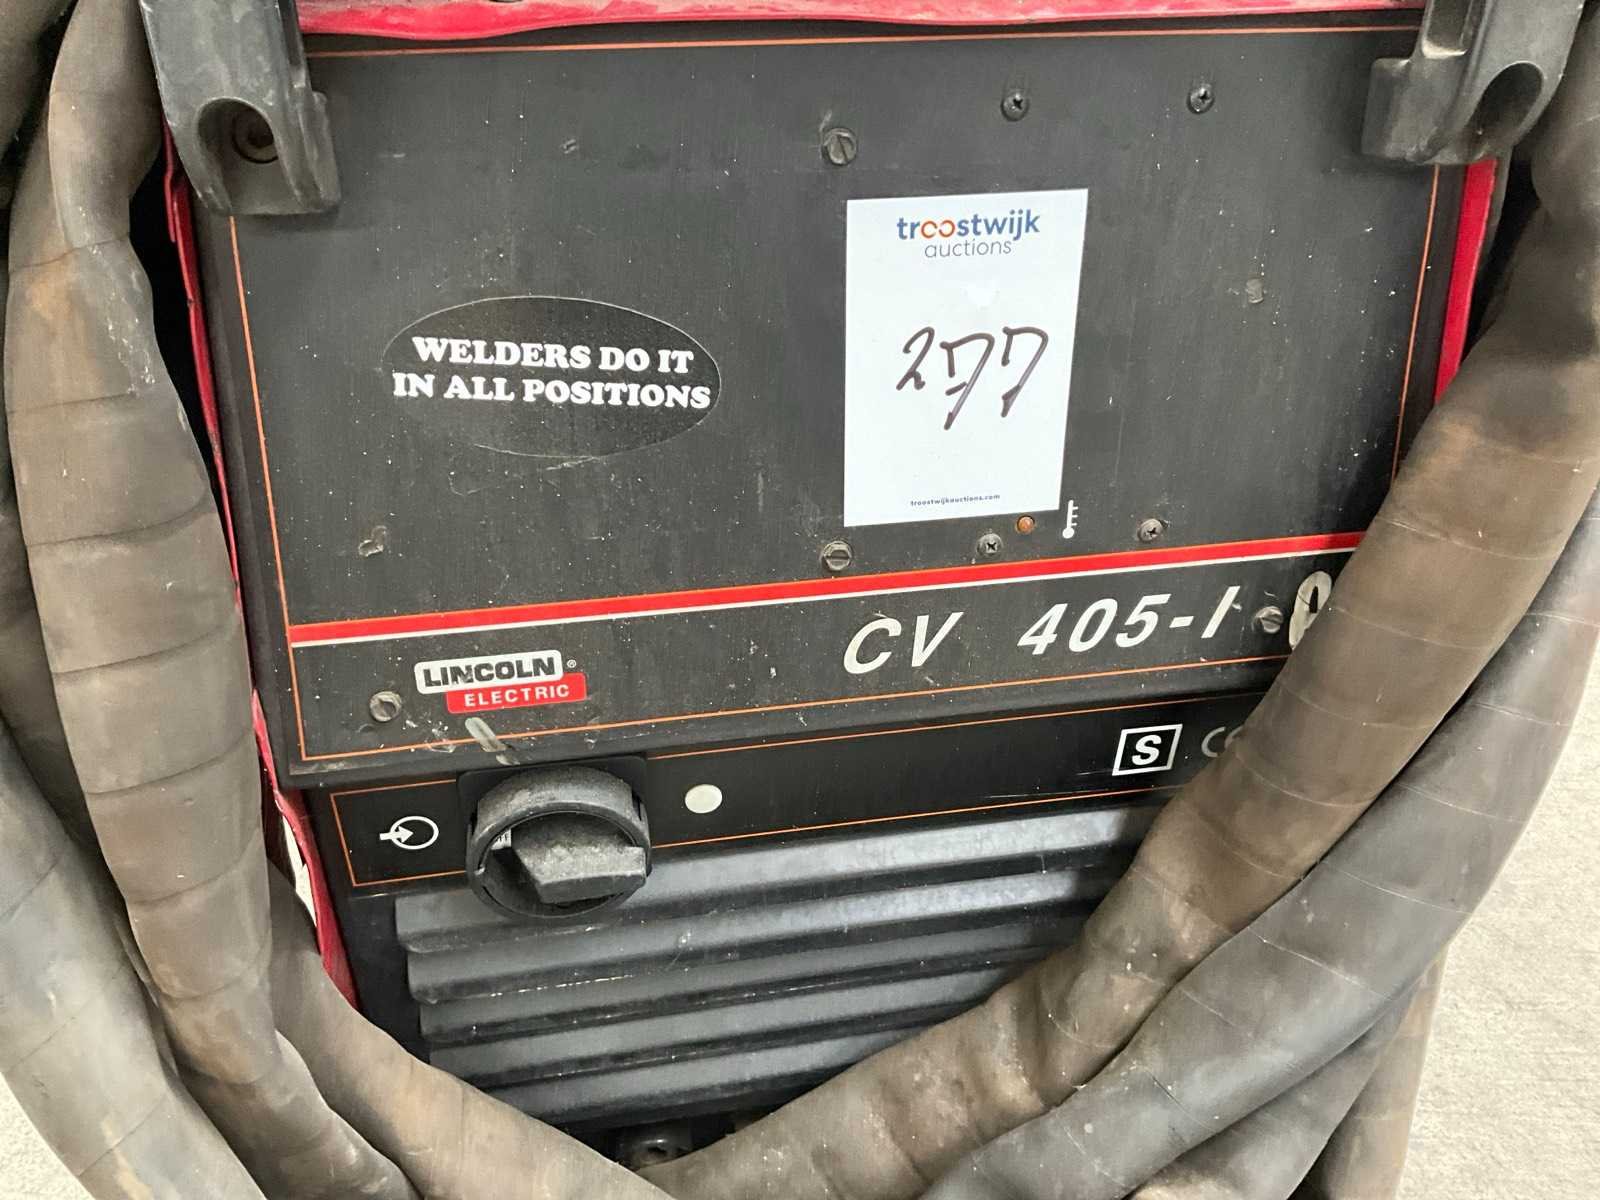 troostwijk
auctions
277
WELDERS DO IT
IN ALL POSITIONS
troostwijkauctions.com
CV 405-I
LINCOLN ®
ELECTRIC
S